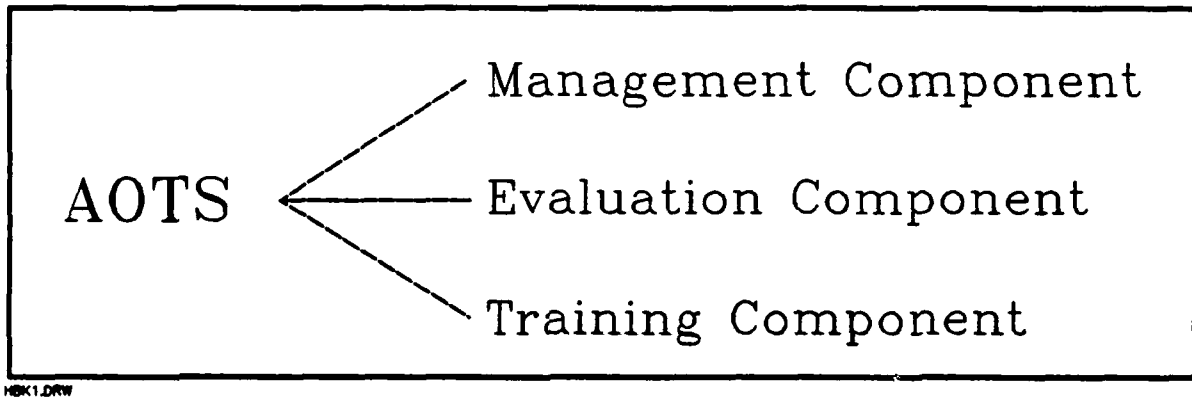 Management Component
AOTS
Evaluation Component
Training Component
HBK1.DRW